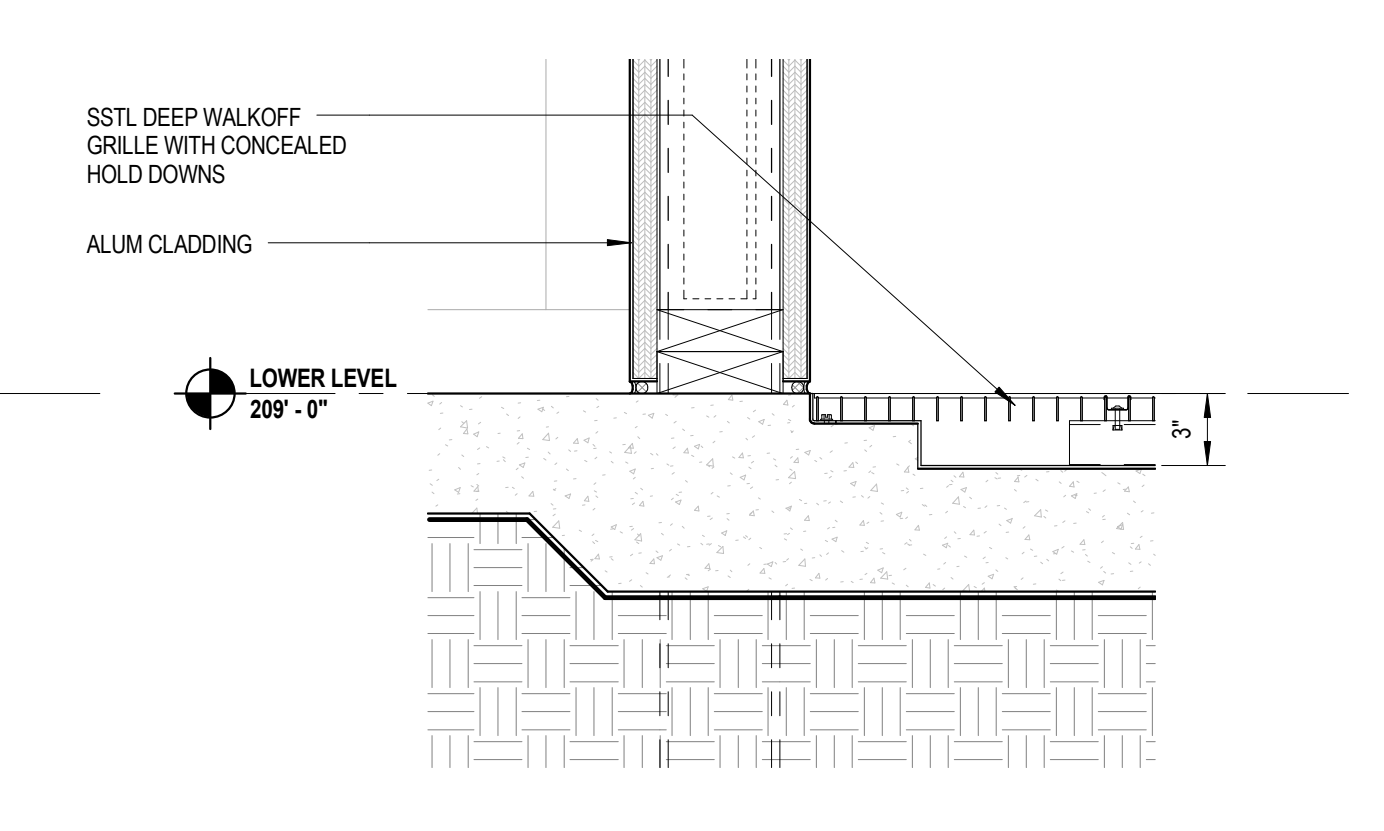 SSTL DEEP WALKOFF
GRILLE WITH CONCEALED
HOLD DOWNS
ALUM CLADDING
LOWER LEVEL
209' - 0"
3"